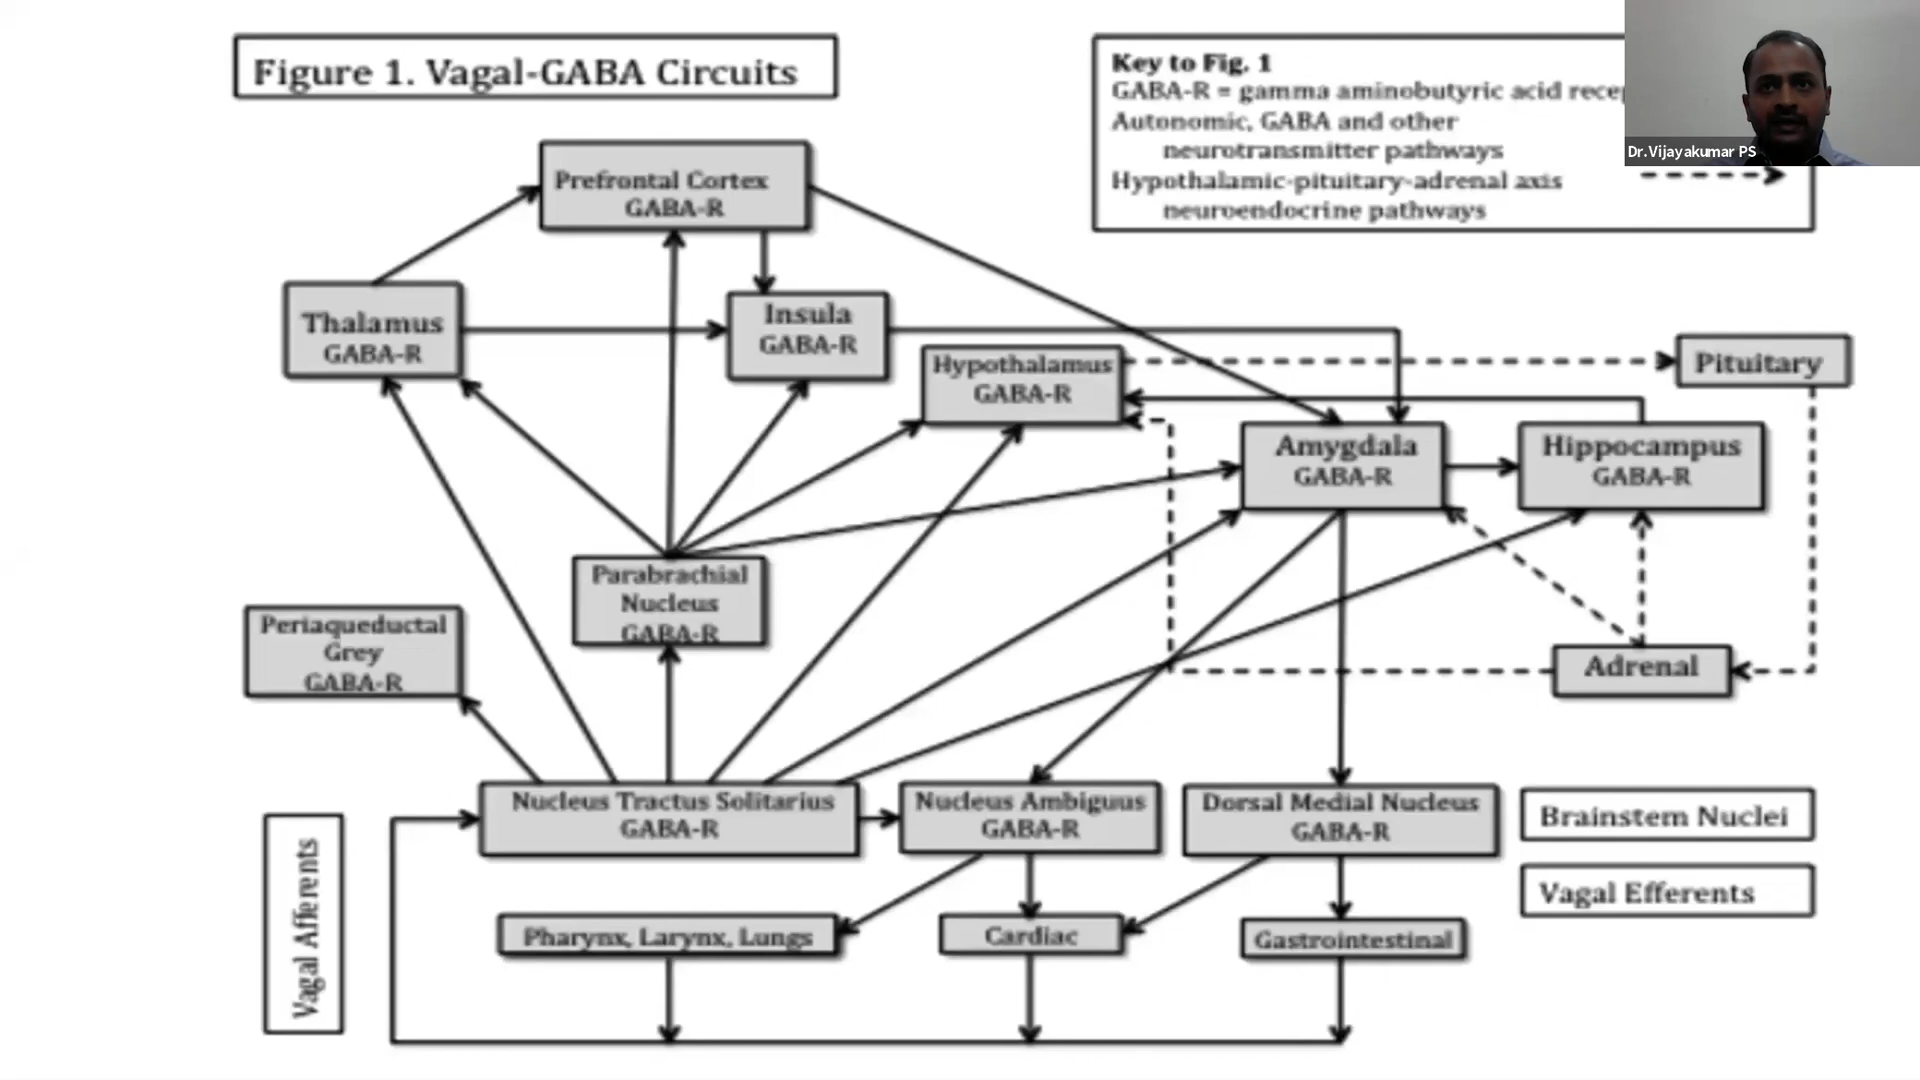 Figure 1. Vagal-GABA Circuits
Key to Fig. 1
GABA-R = gamma aminobutyric acid
Autonomic, GABA and other
neurotransmitter pathways
Hypothalamic-pituitary-adrenal axis
neuroendocrine pathways
Dr.Vijayakumar PS
Prefrontal Cortex
GABA-R
Thalamus
GABA-R
Insula
GABA-R
Hypothalamus
GABA-R
Pituitary
Amygdala
GABA-R
Hippocampus
GABA-R
Parabrachial
Nucleus
GABA-R
Periaqueductal
Grey
GABA-R
Adrenal
Nucleus Tractus Solitarius
GABA-R
Nucleus Ambiguus
GABA-R
Dorsal Medial Nucleus
GABA-R
Brainstem Nuclei
Vagal Efferents
Vagal Afferents
Pharynx, Larynx, Lungs
Cardiac
Gastrointestinal